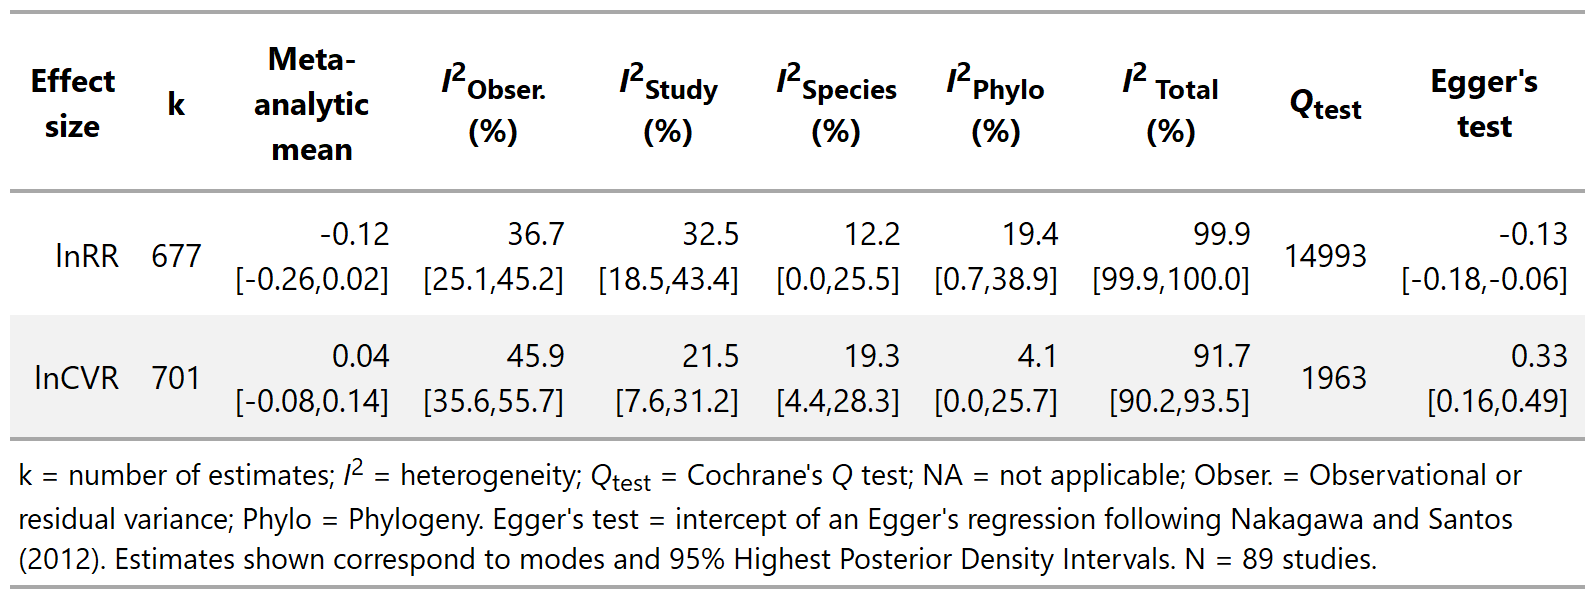 Effect size k Meta-analytic mean I²Obser. (%) I²Study (%) I²Species (%) I²Phylo (%) I² Total (%) Qtest Egger's test
lnRR 677 -0.12 [-0.26,0.02] 36.7 [25.1,45.2] 32.5 [18.5,43.4] 12.2 [0.0,25.5] 19.4 [0.7,38.9] 99.9 [99.9,100.0] 14993 -0.13 [-0.18,-0.06]
lnCVR 701 0.04 [-0.08,0.14] 45.9 [35.6,55.7] 21.5 [7.6,31.2] 19.3 [4.4,28.3] 4.1 [0.0,25.7] 91.7 [90.2,93.5] 1963 0.33 [0.16,0.49]
k = number of estimates; I² = heterogeneity; Qtest = Cochrane's Q test; NA = not applicable; Obser. = Observational or
residual variance; Phylo = Phylogeny. Egger's test = intercept of an Egger's regression following Nakagawa and Santos
(2012). Estimates shown correspond to modes and 95% Highest Posterior Density Intervals. N = 89 studies.